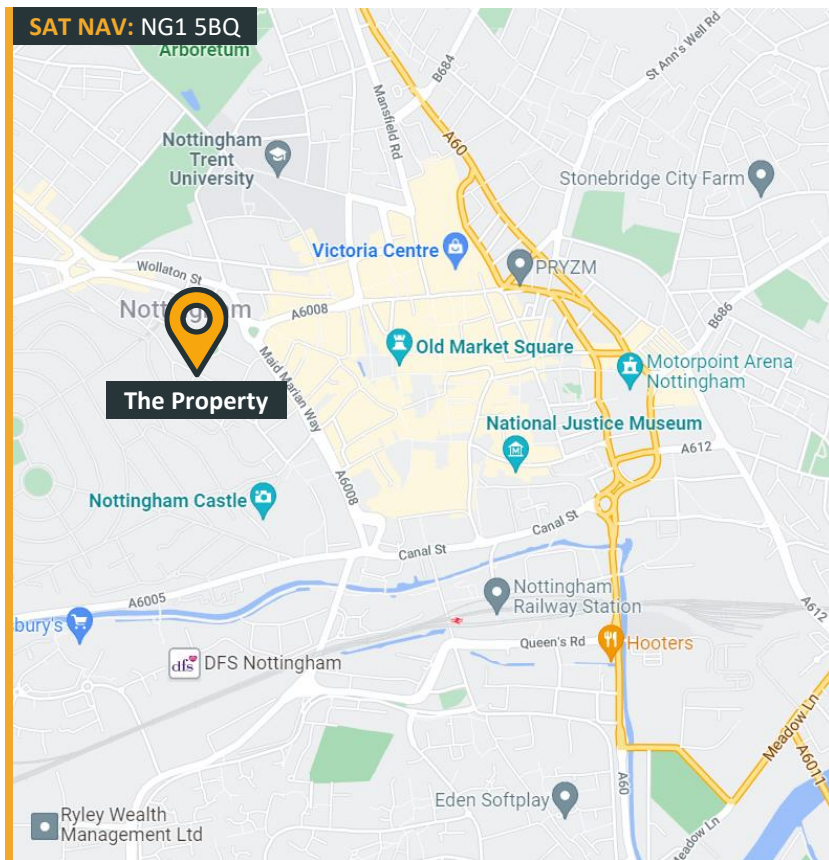 SAT NAV: NG1 5BQ
Arboretum
B684
St Ann's Well Rd
Mansfield Rd
A60
Nottingham
Trent
University
Stonebridge City Farm
Victoria Centre
PRYZM
Wollaton St
Nottingham
A6008
B686
Old Market Square
Motorpoint Arena
Nottingham
Maid Marian Way
The Property
National Justice Museum
A612
A6008
Nottingham Castle
Canal St
Canal St
A6005
Nottingham
Railway Station
A612
bury's
Queen's Rd
Hooters
dfs
DFS Nottingham
Meadow Ln
A6011
A60
Eden Softplay
Ryley Wealth
Management Ltd
Meadow Ln